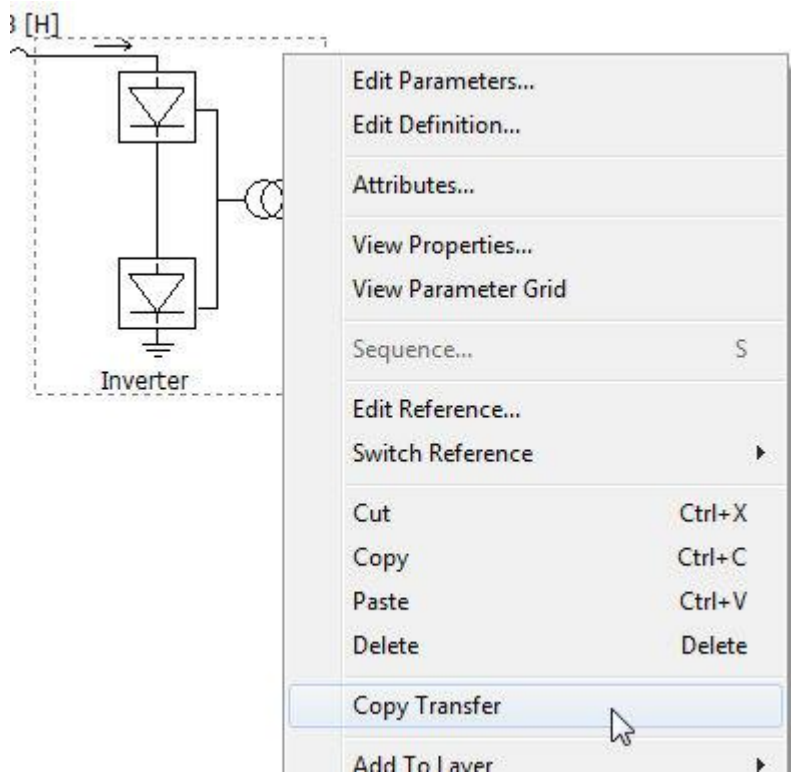 [H]
Edit Parameters...
Edit Definition...
Attributes...
View Properties...
View Parameter Grid
Sequence... S
Inverter
Edit Reference...
Switch Reference
Cut Ctrl+X
Copy Ctrl+C
Paste Ctrl+V
Delete Delete
Copy Transfer
Add To Layer